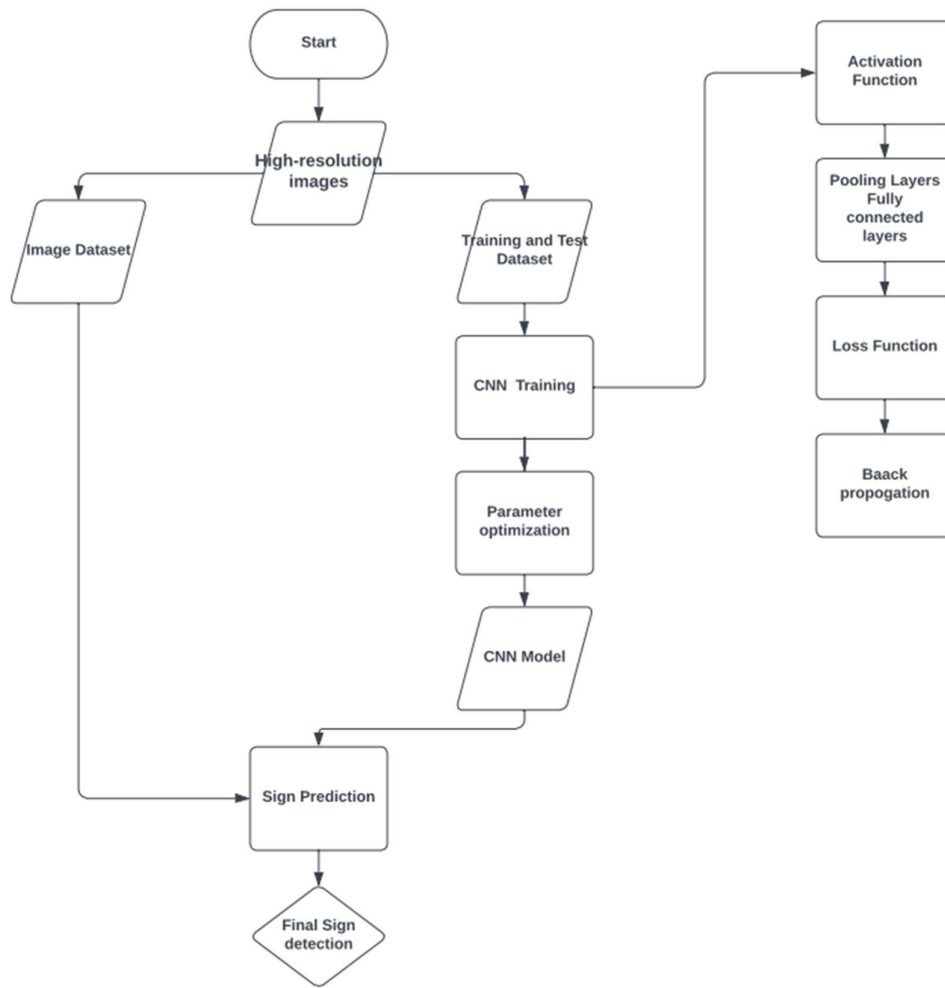 Start
High-resolution
images
Image Dataset
Training and Test
Dataset
CNN Training
Parameter
optimization
CNN Model
Sign Prediction
Final Sign
detection
Activation
Function
Pooling Layers
Fully
connected
layers
Loss Function
Baack
propogation